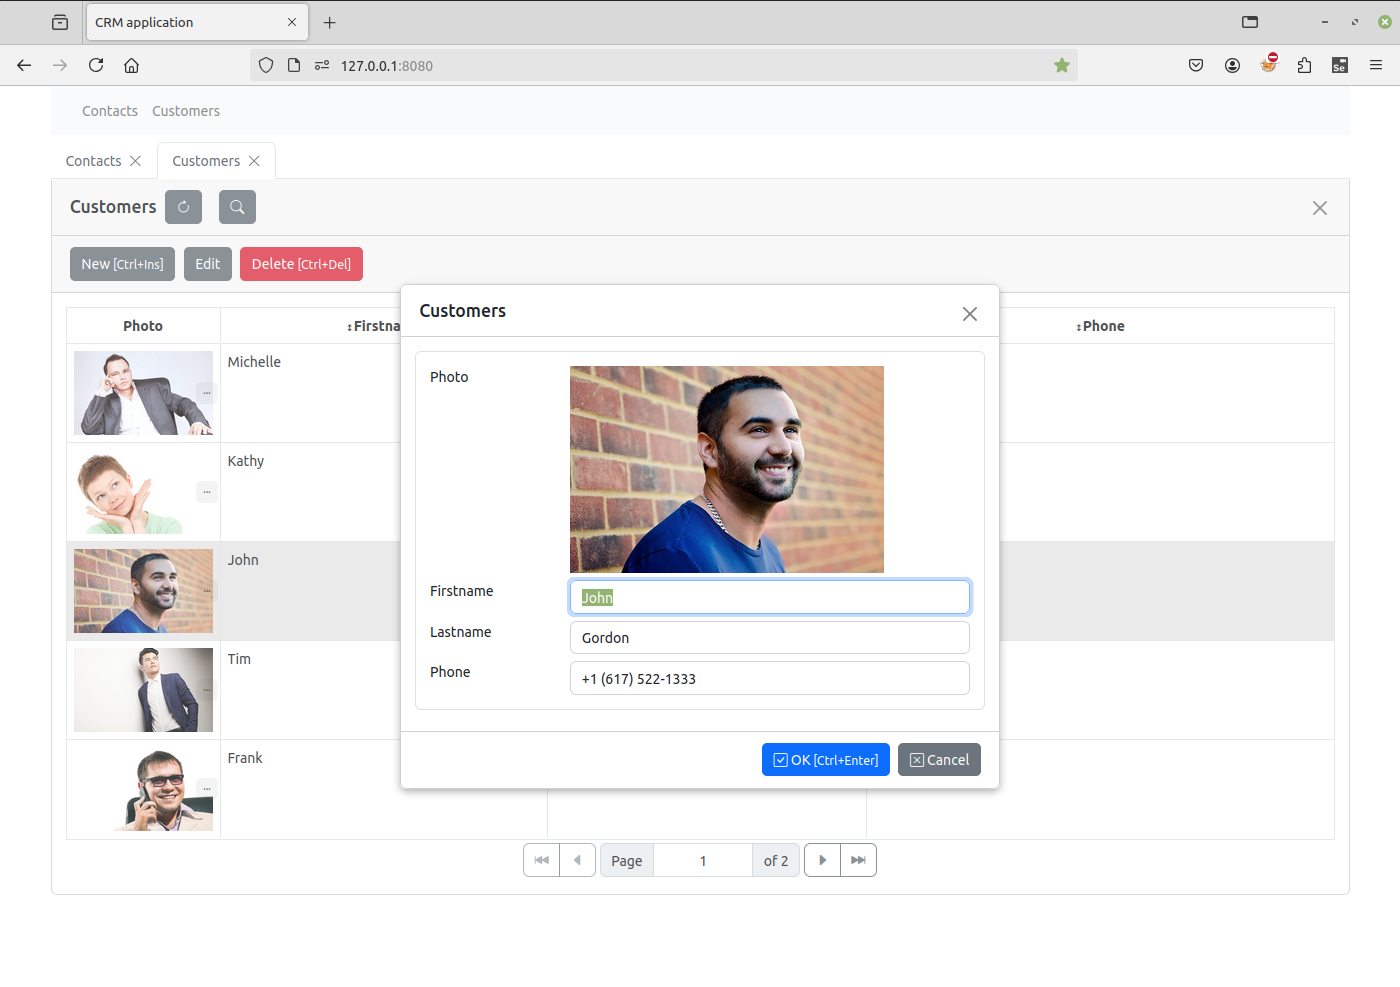 CRM application
127.0.0.1:8080
Contacts Customers
Contacts Customers
Customers
New [Ctrl+Ins] Edit Delete [Ctrl+Del]
Customers
Photo Firstna Phone
Michelle
Kathy
John
Tim
Frank
Photo
Firstname John
Lastname Gordon
Phone +1 (617) 522-1333
OK [Ctrl+Enter] Cancel
Page 1 of 2